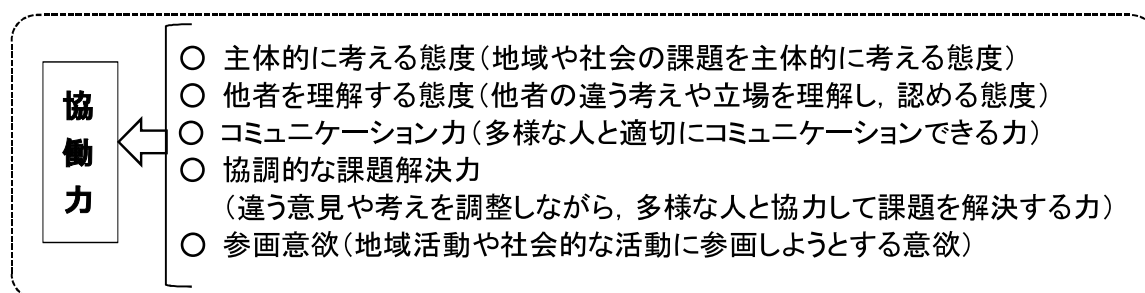 協働力
○ 主体的に考える態度(地域や社会の課題を主体的に考える態度)
○ 他者を理解する態度(他者の違う考えや立場を理解し，認める態度)
○ コミュニケーション力(多様な人と適切にコミュニケーションできる力)
○ 協調的な課題解決力
(違う意見や考えを調整しながら，多様な人と協力して課題を解決する力)
○ 参画意欲(地域活動や社会的な活動に参画しようとする意欲)